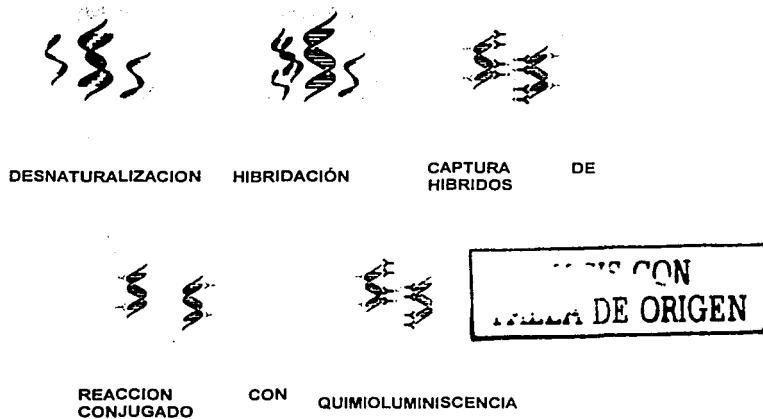 DESNATURALIZACION HIBRIDACIÓN CAPTURA DE
HIBRIDOS
CON
DE ORIGEN
REACCION CON QUIMIOLUMINISCENCIA
CONJUGADO